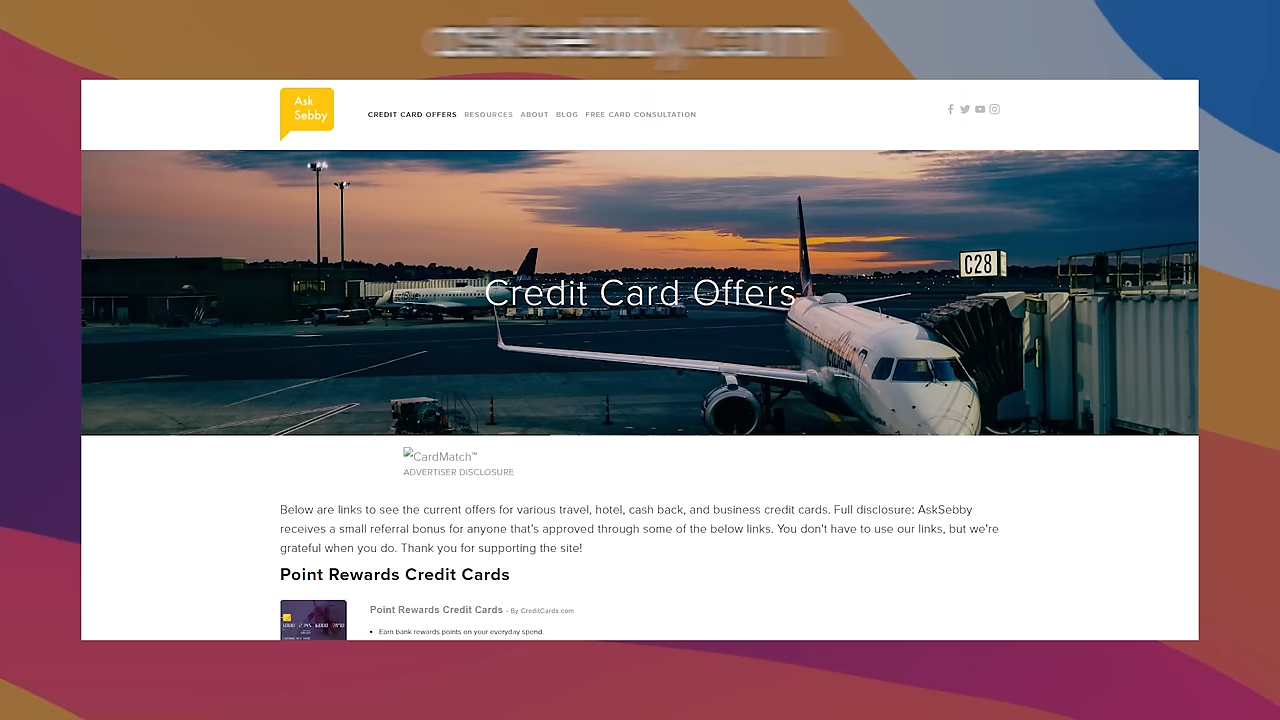 asksebby.com
Ask
Sebby
CREDIT CARD OFFERS RESOURCES ABOUT BLOG FREE CARD CONSULTATION
C28
Credit Card Offers
CardMatch™
ADVERTISER DISCLOSURE
Below are links to see the current offers for various travel, hotel, cash back, and business credit cards. Full disclosure: AskSebby
receives a small referral bonus for anyone that's approved through some of the below links. You don't have to use our links, but we're
grateful when you do. Thank you for supporting the site!
Point Rewards Credit Cards
Point Rewards Credit Cards - By CreditCards.com
• Earn bank rewards points on your everyday spend.